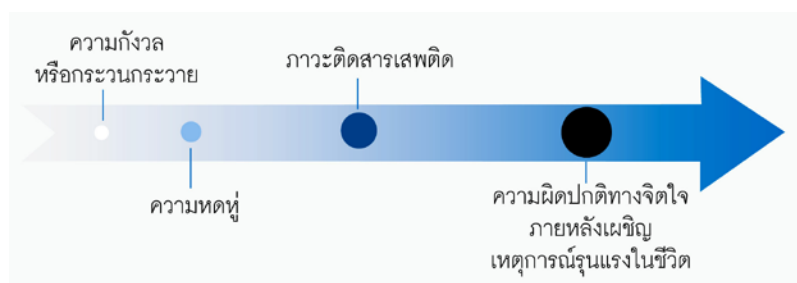 ความกังวล
หรือกระวนกระวาย
ความหดหู่
ภาวะติดสารเสพติด
ความผิดปกติทางจิตใจ
ภายหลังเผชิญ
เหตุการณ์รุนแรงในชีวิต